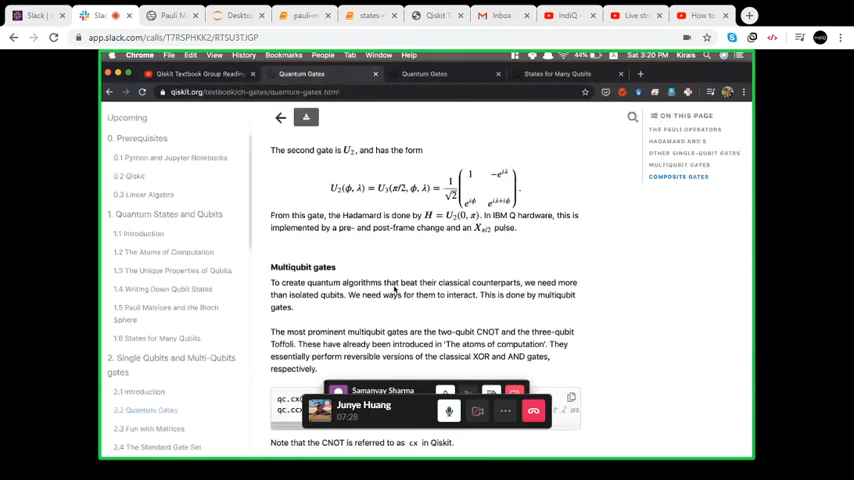 Slack |
Slac
Pauli M
Desktop
pauli-m
states-
Qiskit T
Inbox -
IndiQ -
Live str
How to
app.slack.com/calls/T7RSPHKK2/RTSU3TJGP
Chrome File Edit View History Bookmarks People Tab Window Help
44% Sat 3:20 PM Kirais
Qiskit Textbook Group Reading
Quantum Gates
Quantum Gates
States for Many Qubits
qiskit.org/textbook/ch-gates/quantum-gates.html
Upcoming
0. Prerequisites
0.1 Python and Jupyter Notebooks
0.2 Qiskit
0.3 Linear Algebra
1. Quantum States and Qubits
1.1 Introduction
1.2 The Atoms of Computation
1.3 The Unique Properties of Qubits
1.4 Writing Down Qubit States
1.5 Pauli Matrices and the Bloch
Sphere
1.6 States for Many Qubits
2. Single Qubits and Multi-Qubits
gates
2.1 Introduction
2.2 Quantum Gates
2.3 Fun with Matrices
2.4 The Standard Gate Set
The second gate is U₂, and has the form
U₂(ϕ, λ) = U₃(π/2, ϕ, λ) = 1/√2 ( 1 −e^{iλ}
e^{iϕ} e^{iλ+iϕ} ).
From this gate, the Hadamard is done by H = U₂(0, π). In IBM Q hardware, this is
implemented by a pre- and post-frame change and an X_{π/2} pulse.
Multiqubit gates
To create quantum algorithms that beat their classical counterparts, we need more
than isolated qubits. We need ways for them to interact. This is done by multiqubit
gates.
The most prominent multiqubit gates are the two-qubit CNOT and the three-qubit
Toffoli. These have already been introduced in 'The atoms of computation'. They
essentially perform reversible versions of the classical XOR and AND gates,
respectively.
qc.cx(
qc.ccx
t 2 as
Samanvay Sharma
Junye Huang
07:28
Note that the CNOT is referred to as cx in Qiskit.
ON THIS PAGE
THE PAULI OPERATORS
HADAMARD AND S
OTHER SINGLE-QUBIT GATES
MULTIQUBIT GATES
COMPOSITE GATES